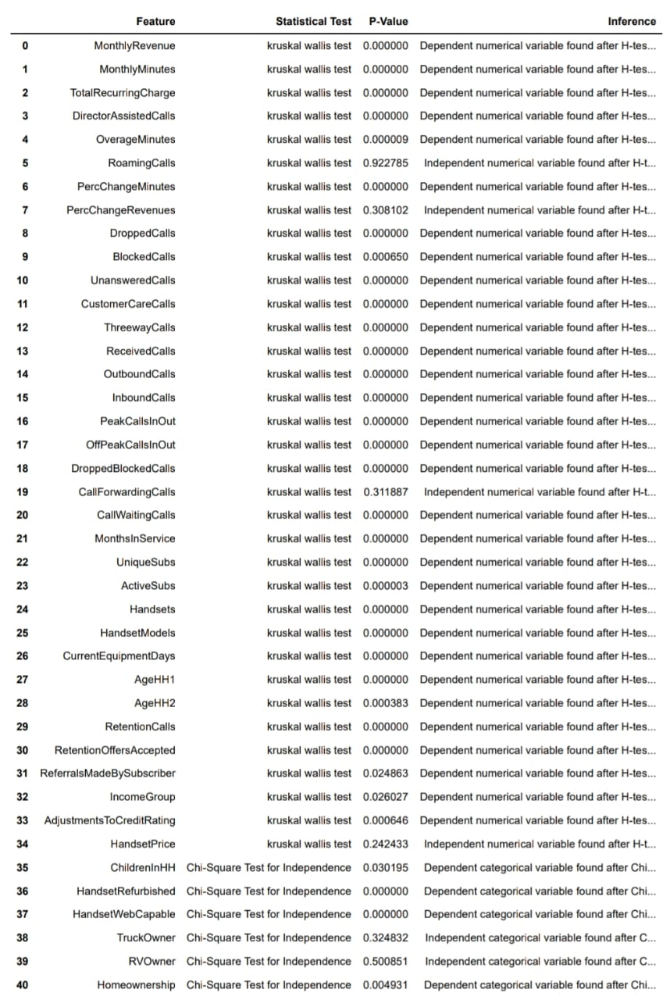 Feature Statistical Test P-Value Inference
0 MonthlyRevenue kruskal wallis test 0.000000 Dependent numerical variable found after H-tes...
1 MonthlyMinutes kruskal wallis test 0.000000 Dependent numerical variable found after H-tes...
2 TotalRecurringCharge kruskal wallis test 0.000000 Dependent numerical variable found after H-tes...
3 DirectorAssistedCalls kruskal wallis test 0.000000 Dependent numerical variable found after H-tes...
4 OverageMinutes kruskal wallis test 0.000009 Dependent numerical variable found after H-tes...
5 RoamingCalls kruskal wallis test 0.922785 Independent numerical variable found after H-t...
6 PercChangeMinutes kruskal wallis test 0.000000 Dependent numerical variable found after H-tes...
7 PercChangeRevenues kruskal wallis test 0.308102 Independent numerical variable found after H-t...
8 DroppedCalls kruskal wallis test 0.000000 Dependent numerical variable found after H-tes...
9 BlockedCalls kruskal wallis test 0.000650 Dependent numerical variable found after H-tes...
10 UnansweredCalls kruskal wallis test 0.000000 Dependent numerical variable found after H-tes...
11 CustomerCareCalls kruskal wallis test 0.000000 Dependent numerical variable found after H-tes...
12 ThreewayCalls kruskal wallis test 0.000000 Dependent numerical variable found after H-tes...
13 ReceivedCalls kruskal wallis test 0.000000 Dependent numerical variable found after H-tes...
14 OutboundCalls kruskal wallis test 0.000000 Dependent numerical variable found after H-tes...
15 InboundCalls kruskal wallis test 0.000000 Dependent numerical variable found after H-tes...
16 PeakCallsInOut kruskal wallis test 0.000000 Dependent numerical variable found after H-tes...
17 OffPeakCallsInOut kruskal wallis test 0.000000 Dependent numerical variable found after H-tes...
18 DroppedBlockedCalls kruskal wallis test 0.000000 Dependent numerical variable found after H-tes...
19 CallForwardingCalls kruskal wallis test 0.311887 Independent numerical variable found after H-t...
20 CallWaitingCalls kruskal wallis test 0.000000 Dependent numerical variable found after H-tes...
21 MonthsInService kruskal wallis test 0.000000 Dependent numerical variable found after H-tes...
22 UniqueSubs kruskal wallis test 0.000000 Dependent numerical variable found after H-tes...
23 ActiveSubs kruskal wallis test 0.000003 Dependent numerical variable found after H-tes...
24 Handsets kruskal wallis test 0.000000 Dependent numerical variable found after H-tes...
25 HandsetModels kruskal wallis test 0.000000 Dependent numerical variable found after H-tes...
26 CurrentEquipmentDays kruskal wallis test 0.000000 Dependent numerical variable found after H-tes...
27 AgeHH1 kruskal wallis test 0.000000 Dependent numerical variable found after H-tes...
28 AgeHH2 kruskal wallis test 0.000383 Dependent numerical variable found after H-tes...
29 RetentionCalls kruskal wallis test 0.000000 Dependent numerical variable found after H-tes...
30 RetentionOffersAccepted kruskal wallis test 0.000000 Dependent numerical variable found after H-tes...
31 ReferralsMadeBySubscriber kruskal wallis test 0.024863 Dependent numerical variable found after H-tes...
32 IncomeGroup kruskal wallis test 0.026027 Dependent numerical variable found after H-tes...
33 AdjustmentsToCreditRating kruskal wallis test 0.000646 Dependent numerical variable found after H-tes...
34 HandsetPrice kruskal wallis test 0.242433 Independent numerical variable found after H-t...
35 ChildrenInHH Chi-Square Test for Independence 0.030195 Dependent categorical variable found after Chi...
36 HandsetRefurbished Chi-Square Test for Independence 0.000000 Dependent categorical variable found after Chi...
37 HandsetWebCapable Chi-Square Test for Independence 0.000000 Dependent categorical variable found after Chi...
38 TruckOwner Chi-Square Test for Independence 0.324832 Independent categorical variable found after C...
39 RVOwner Chi-Square Test for Independence 0.500851 Independent categorical variable found after C...
40 Homeownership Chi-Square Test for Independence 0.004931 Dependent categorical variable found after Chi...